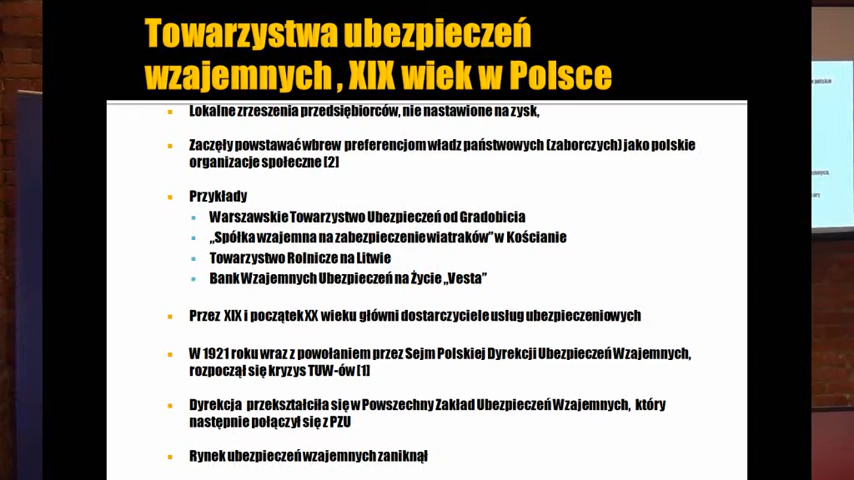 Towarzystwa ubezpieczeń
wzajemnych , XIX wiek w Polsce
Lokalne zrzeszenia przedsiębiorców, nie nastawione na zysk,
Zaczęły powstawać wbrew preferencjom władz państwowych (zaborczych) jako polskie
organizacje społeczne [2]
Przykłady
Warszawskie Towarzystwo Ubezpieczeń od Gradobicia
„Spółka wzajemna na zabezpieczenie wiatraków” w Kościanie
Towarzystwo Rolnicze na Litwie
Bank Wzajemnych Ubezpieczeń na Życie „Vesta”
Przez XIX i początek XX wieku główni dostarczyciele usług ubezpieczeniowych
W 1921 roku wraz z powołaniem przez Sejm Polskiej Dyrekcji Ubezpieczeń Wzajemnych,
rozpoczął się kryzys TUW-ów [1]
Dyrekcja przekształciła się w Powszechny Zakład Ubezpieczeń Wzajemnych, który
następnie połączył się z PZU
Rynek ubezpieczeń wzajemnych zaniknął